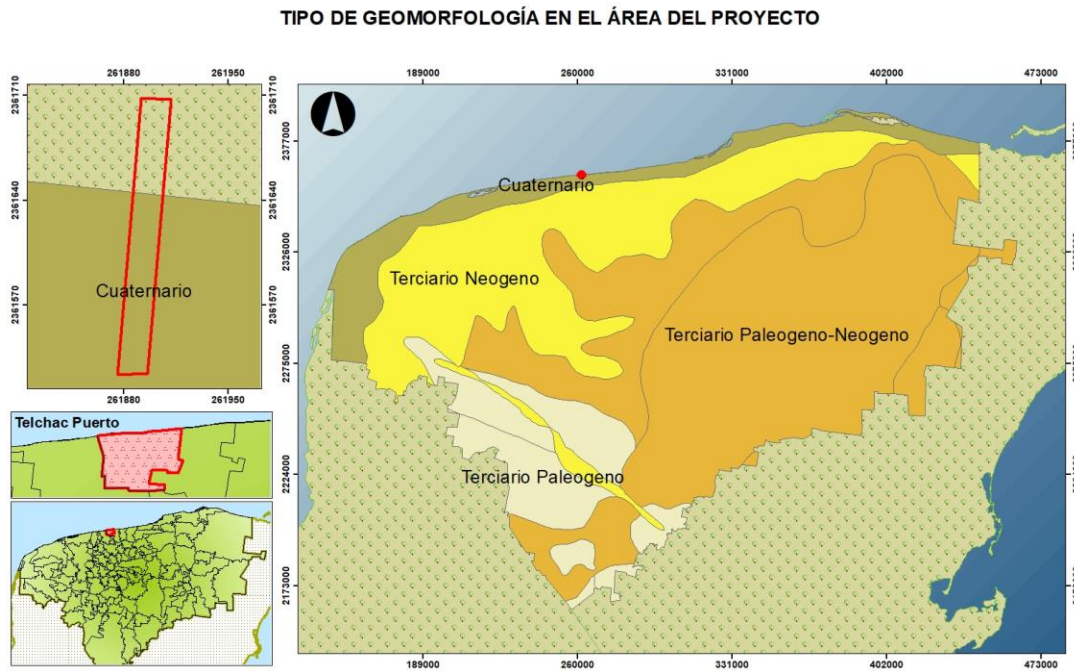 TIPO DE GEOMORFOLOGÍA EN EL ÁREA DEL PROYECTO
261880 261950
2361710 2361710
2361640 2361640
Cuaternario
2361570 2361570
261880 261950
Telchac Puerto
189000 260000 331000 402000 473000
2377000
Cuaternario
2326000
Terciario Neogeno
Terciario Paleogeno-Neogeno
2275000
Terciario Paleogeno
2224000
2173000
189000 260000 331000 402000 473000